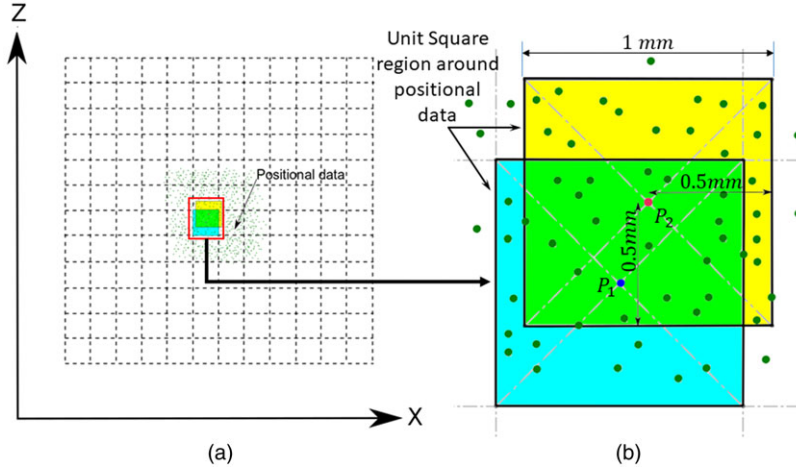 Z
Positional data
X
(a)
Unit Square
region around
positional
data
1 mm
0.5mm
P₂
0.5mm
P₁
(b)